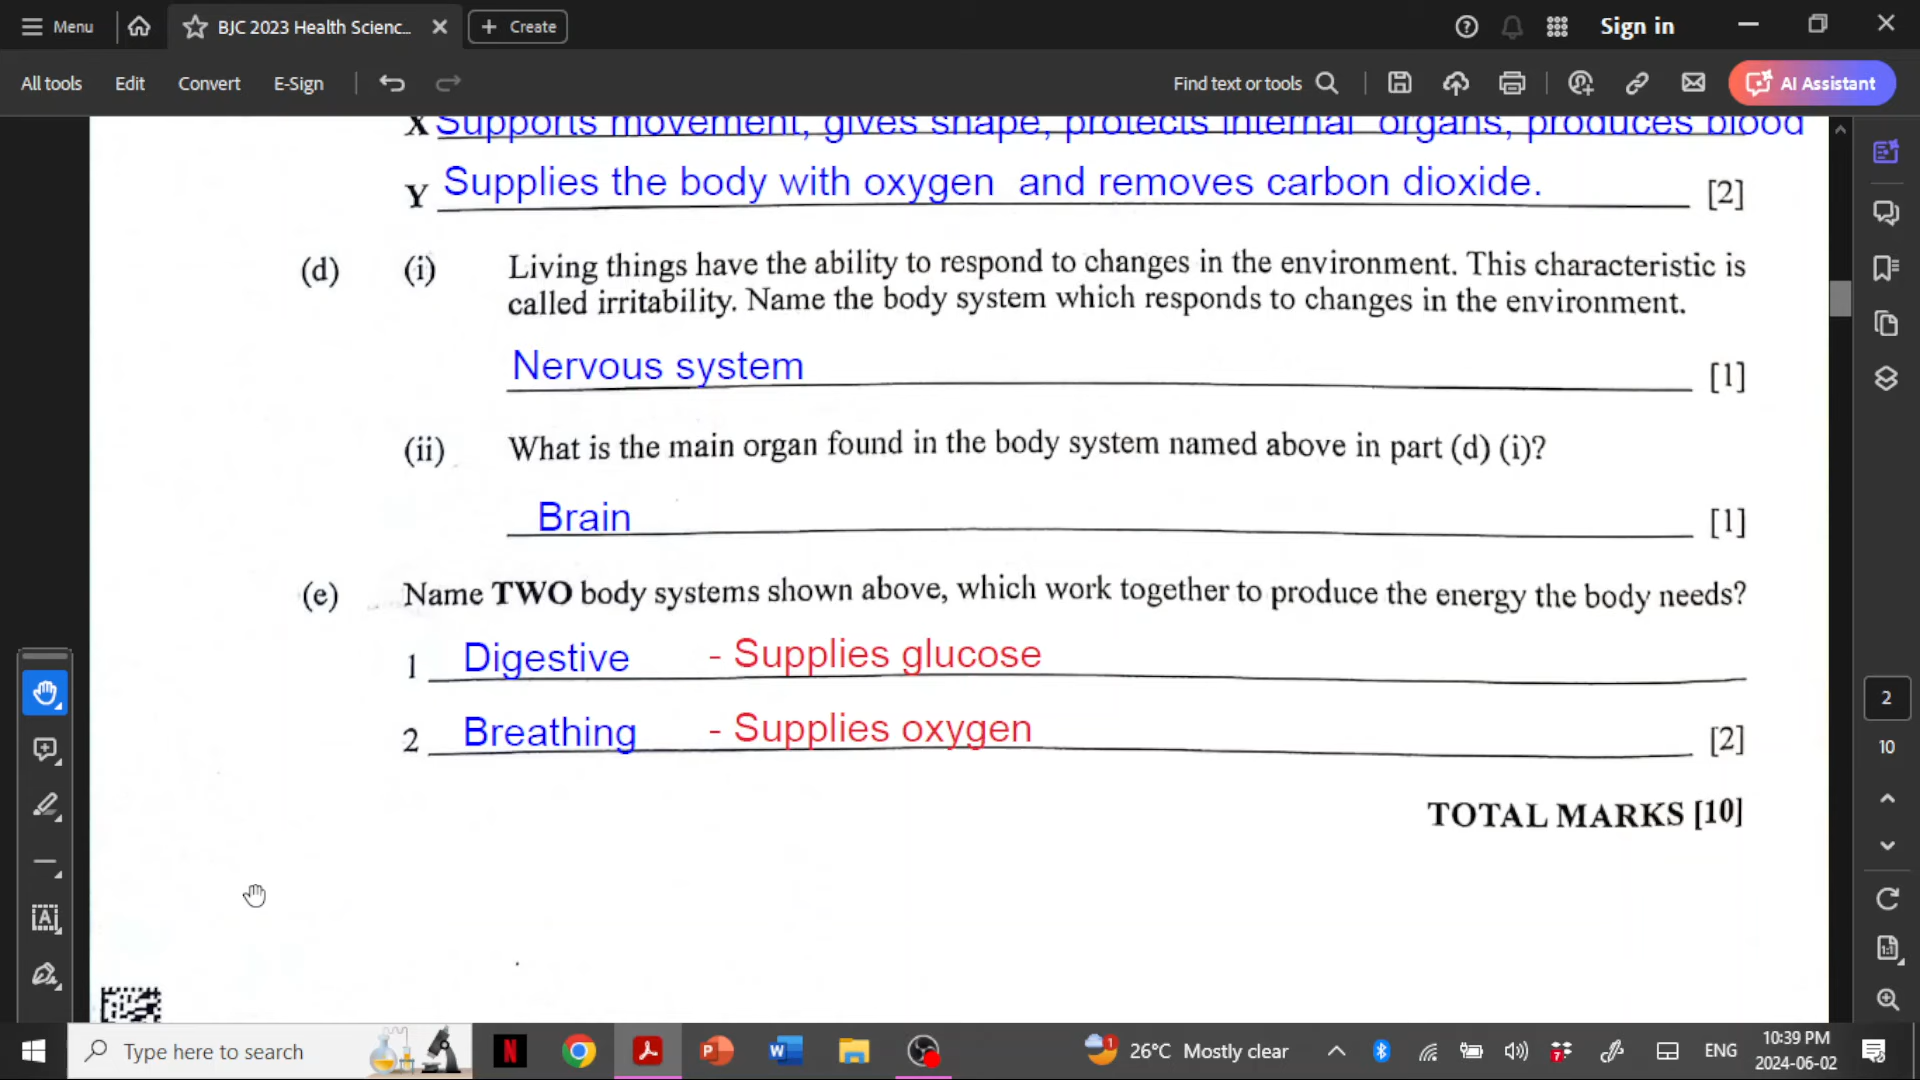 Menu
BJC 2023 Health Scienc...
Create
Sign in
All tools
Edit
Convert
E-Sign
Find text or tools
AI Assistant
X Supports movement, gives shape, protects internal organs, produces blood
Y Supplies the body with oxygen and removes carbon dioxide. [2]
(d) (i) Living things have the ability to respond to changes in the environment. This characteristic is
called irritability. Name the body system which responds to changes in the environment.
Nervous system [1]
(ii) What is the main organ found in the body system named above in part (d) (i)?
Brain [1]
(e) Name TWO body systems shown above, which work together to produce the energy the body needs?
1 Digestive - Supplies glucose
2 Breathing - Supplies oxygen [2]
TOTAL MARKS [10]
2
10
Type here to search
26°C Mostly clear
ENG
10:39 PM
2024-06-02